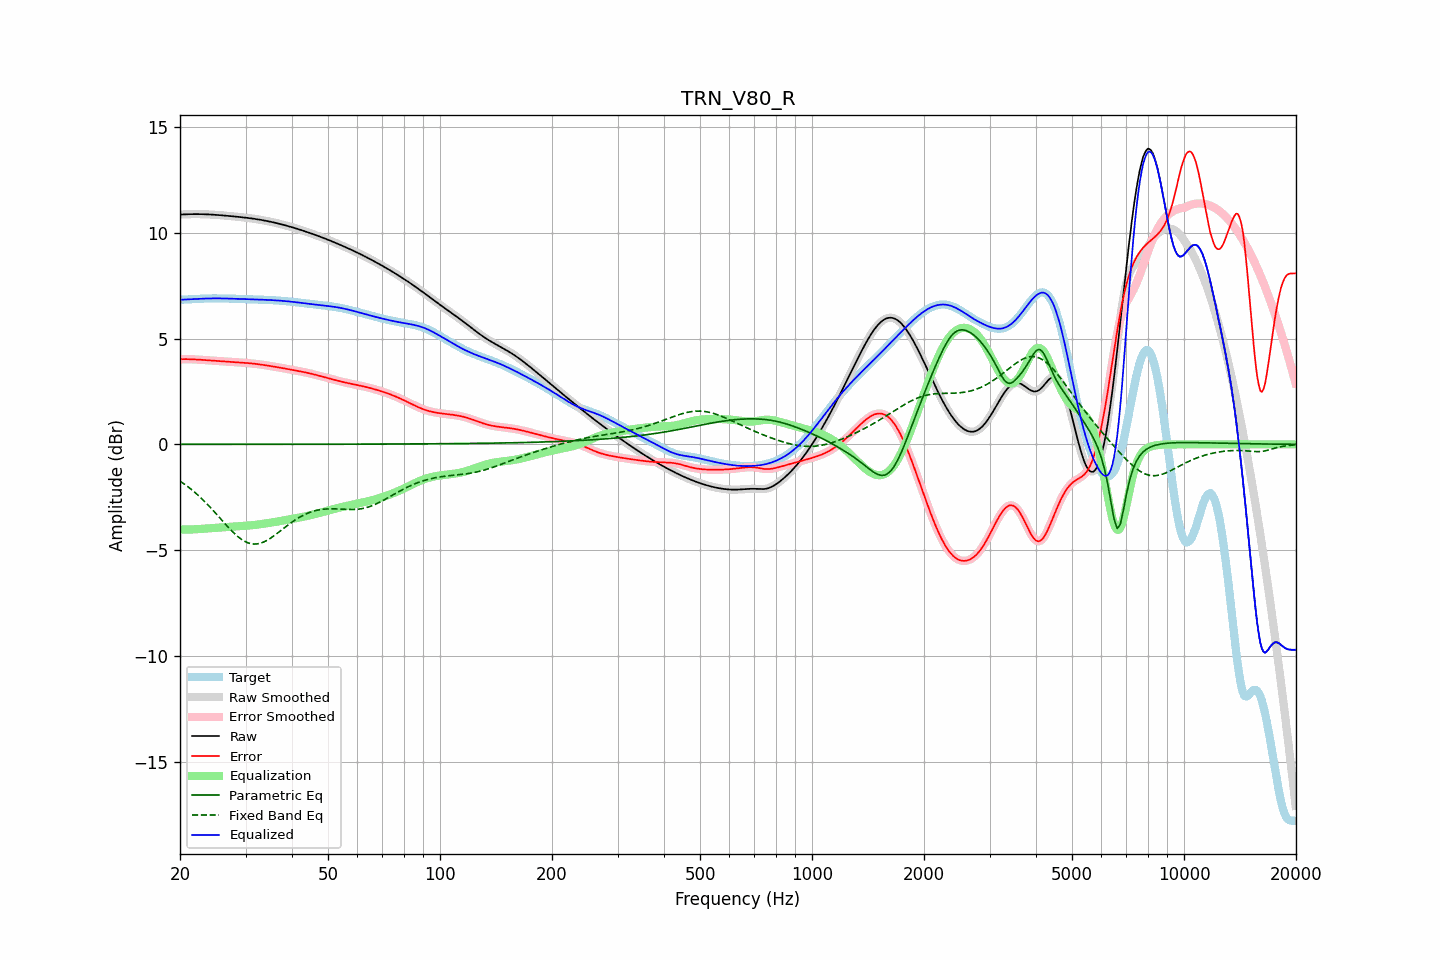 TRN_V80_R
15
10
5
0
−5
−10
−15
Amplitude (dBr)
Target
Raw Smoothed
Error Smoothed
Raw
Error
Equalization
Parametric Eq
Fixed Band Eq
Equalized
20 50 100 200 500 1000 2000 5000 10000 20000
Frequency (Hz)